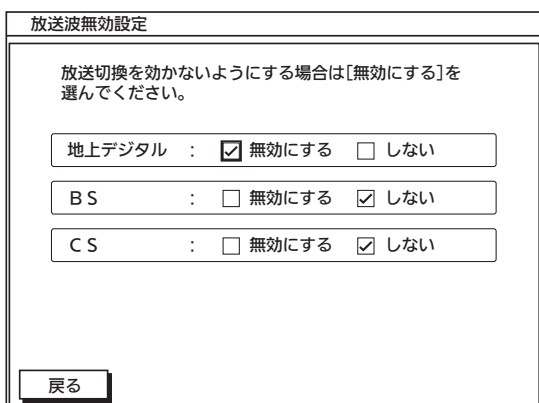 放送波無効設定
放送切換を効かないようにする場合は[無効にする]を
選んでください。
地上デジタル : 無効にする しない
BS : 無効にする しない
CS : 無効にする しない
戻る